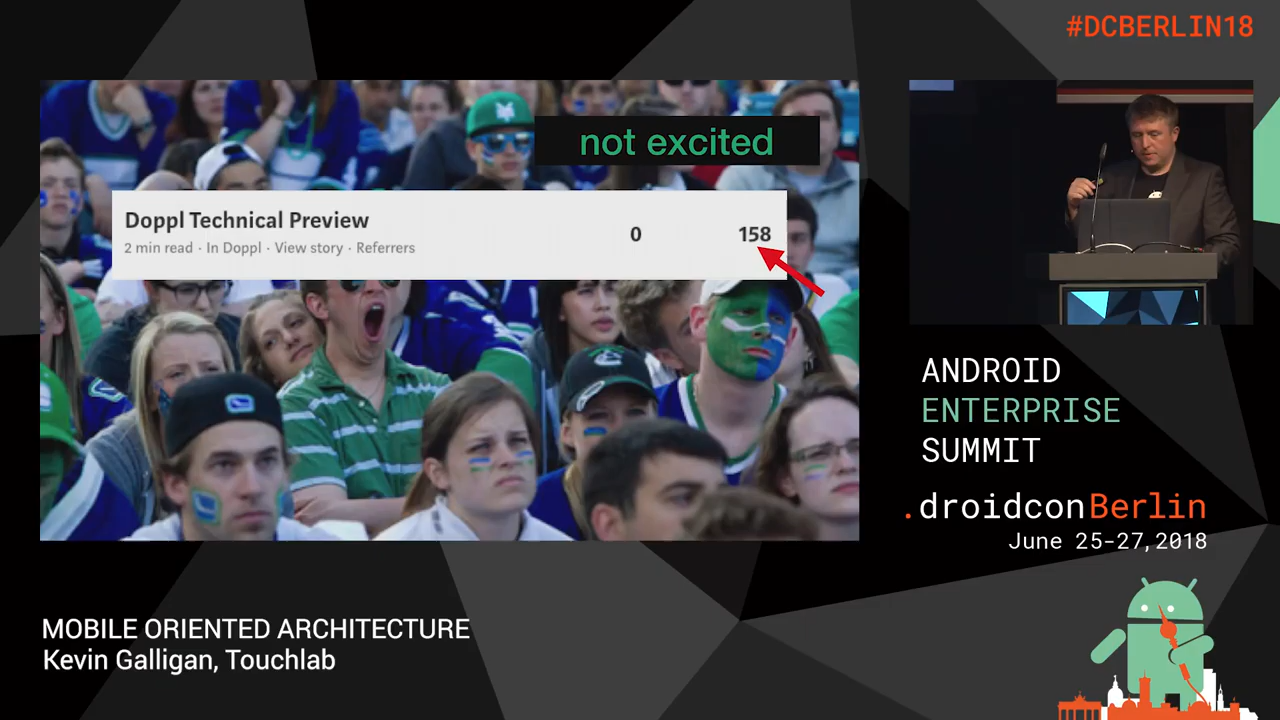 #DCBERLIN18
not excited
Doppl Technical Preview
2 min read · In Doppl · View story · Referrers
0
158
ANDROID
ENTERPRISE
SUMMIT
.droidconBerlin
June 25-27, 2018
MOBILE ORIENTED ARCHITECTURE
Kevin Galligan, Touchlab